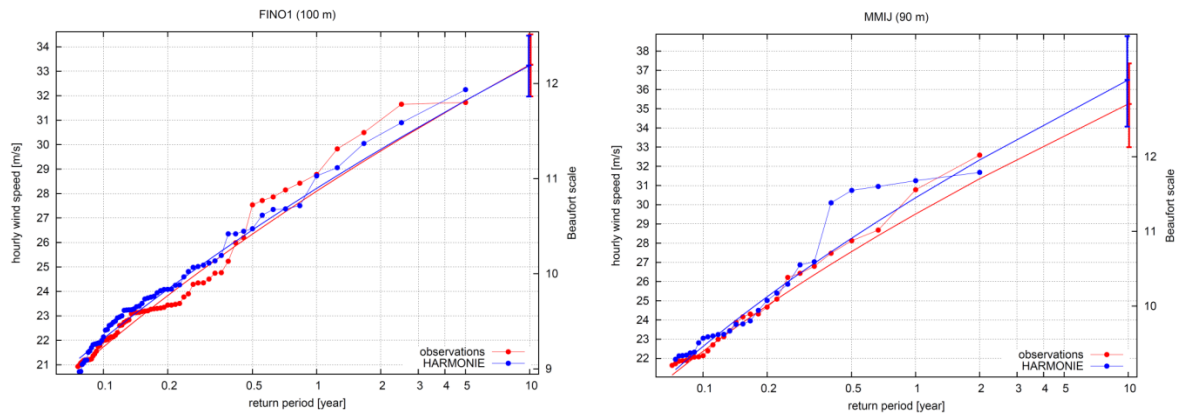 FINO1 (100 m)
hourly wind speed [m/s]
34
33
32
31
30
29
28
27
26
25
24
23
22
21
12
11
10
9
Beaufort scale
observations
HARMONIE
0.1 0.2 0.5 1 2 3 4 5 10
return period [year]
MMIJ (90 m)
hourly wind speed [m/s]
38
37
36
35
34
33
32
31
30
29
28
27
26
25
24
23
22
12
11
10
Beaufort scale
observations
HARMONIE
0.1 0.2 0.5 1 2 3 4 5 10
return period [year]